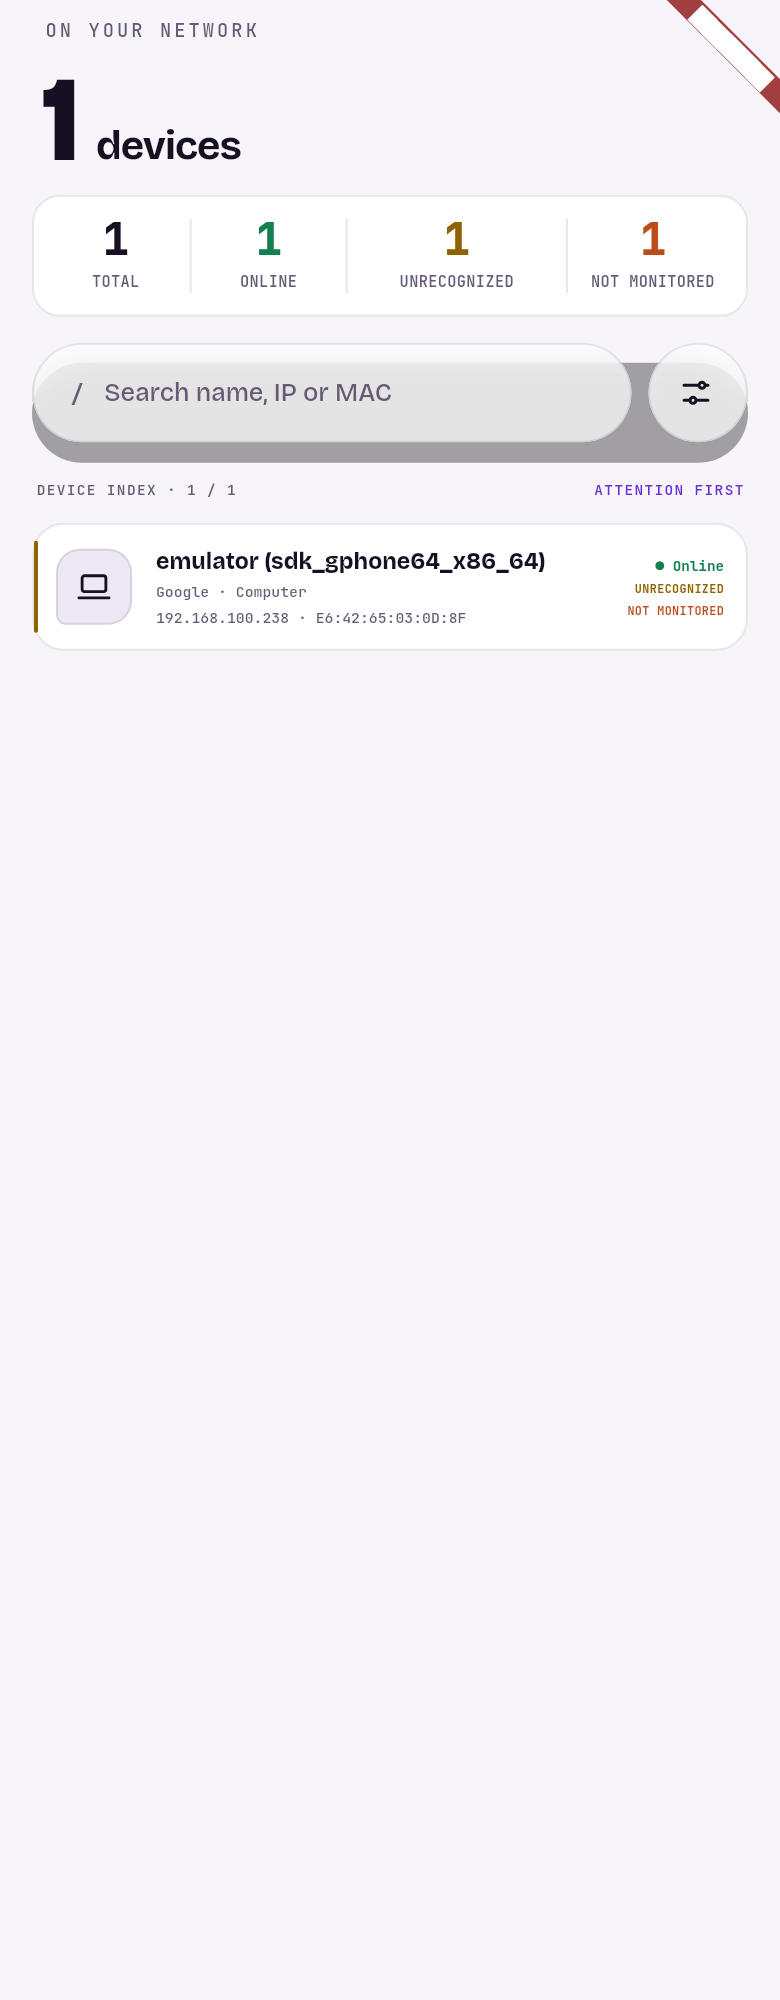 ON YOUR NETWORK
1 devices
1 1 1 1
TOTAL ONLINE UNRECOGNIZED NOT MONITORED
/ Search name, IP or MAC
DEVICE INDEX · 1 / 1 ATTENTION FIRST
emulator (sdk_gphone64_x86_64)
● Online
Google · Computer
UNRECOGNIZED
192.168.100.238 · E6:42:65:03:0D:8F
NOT MONITORED